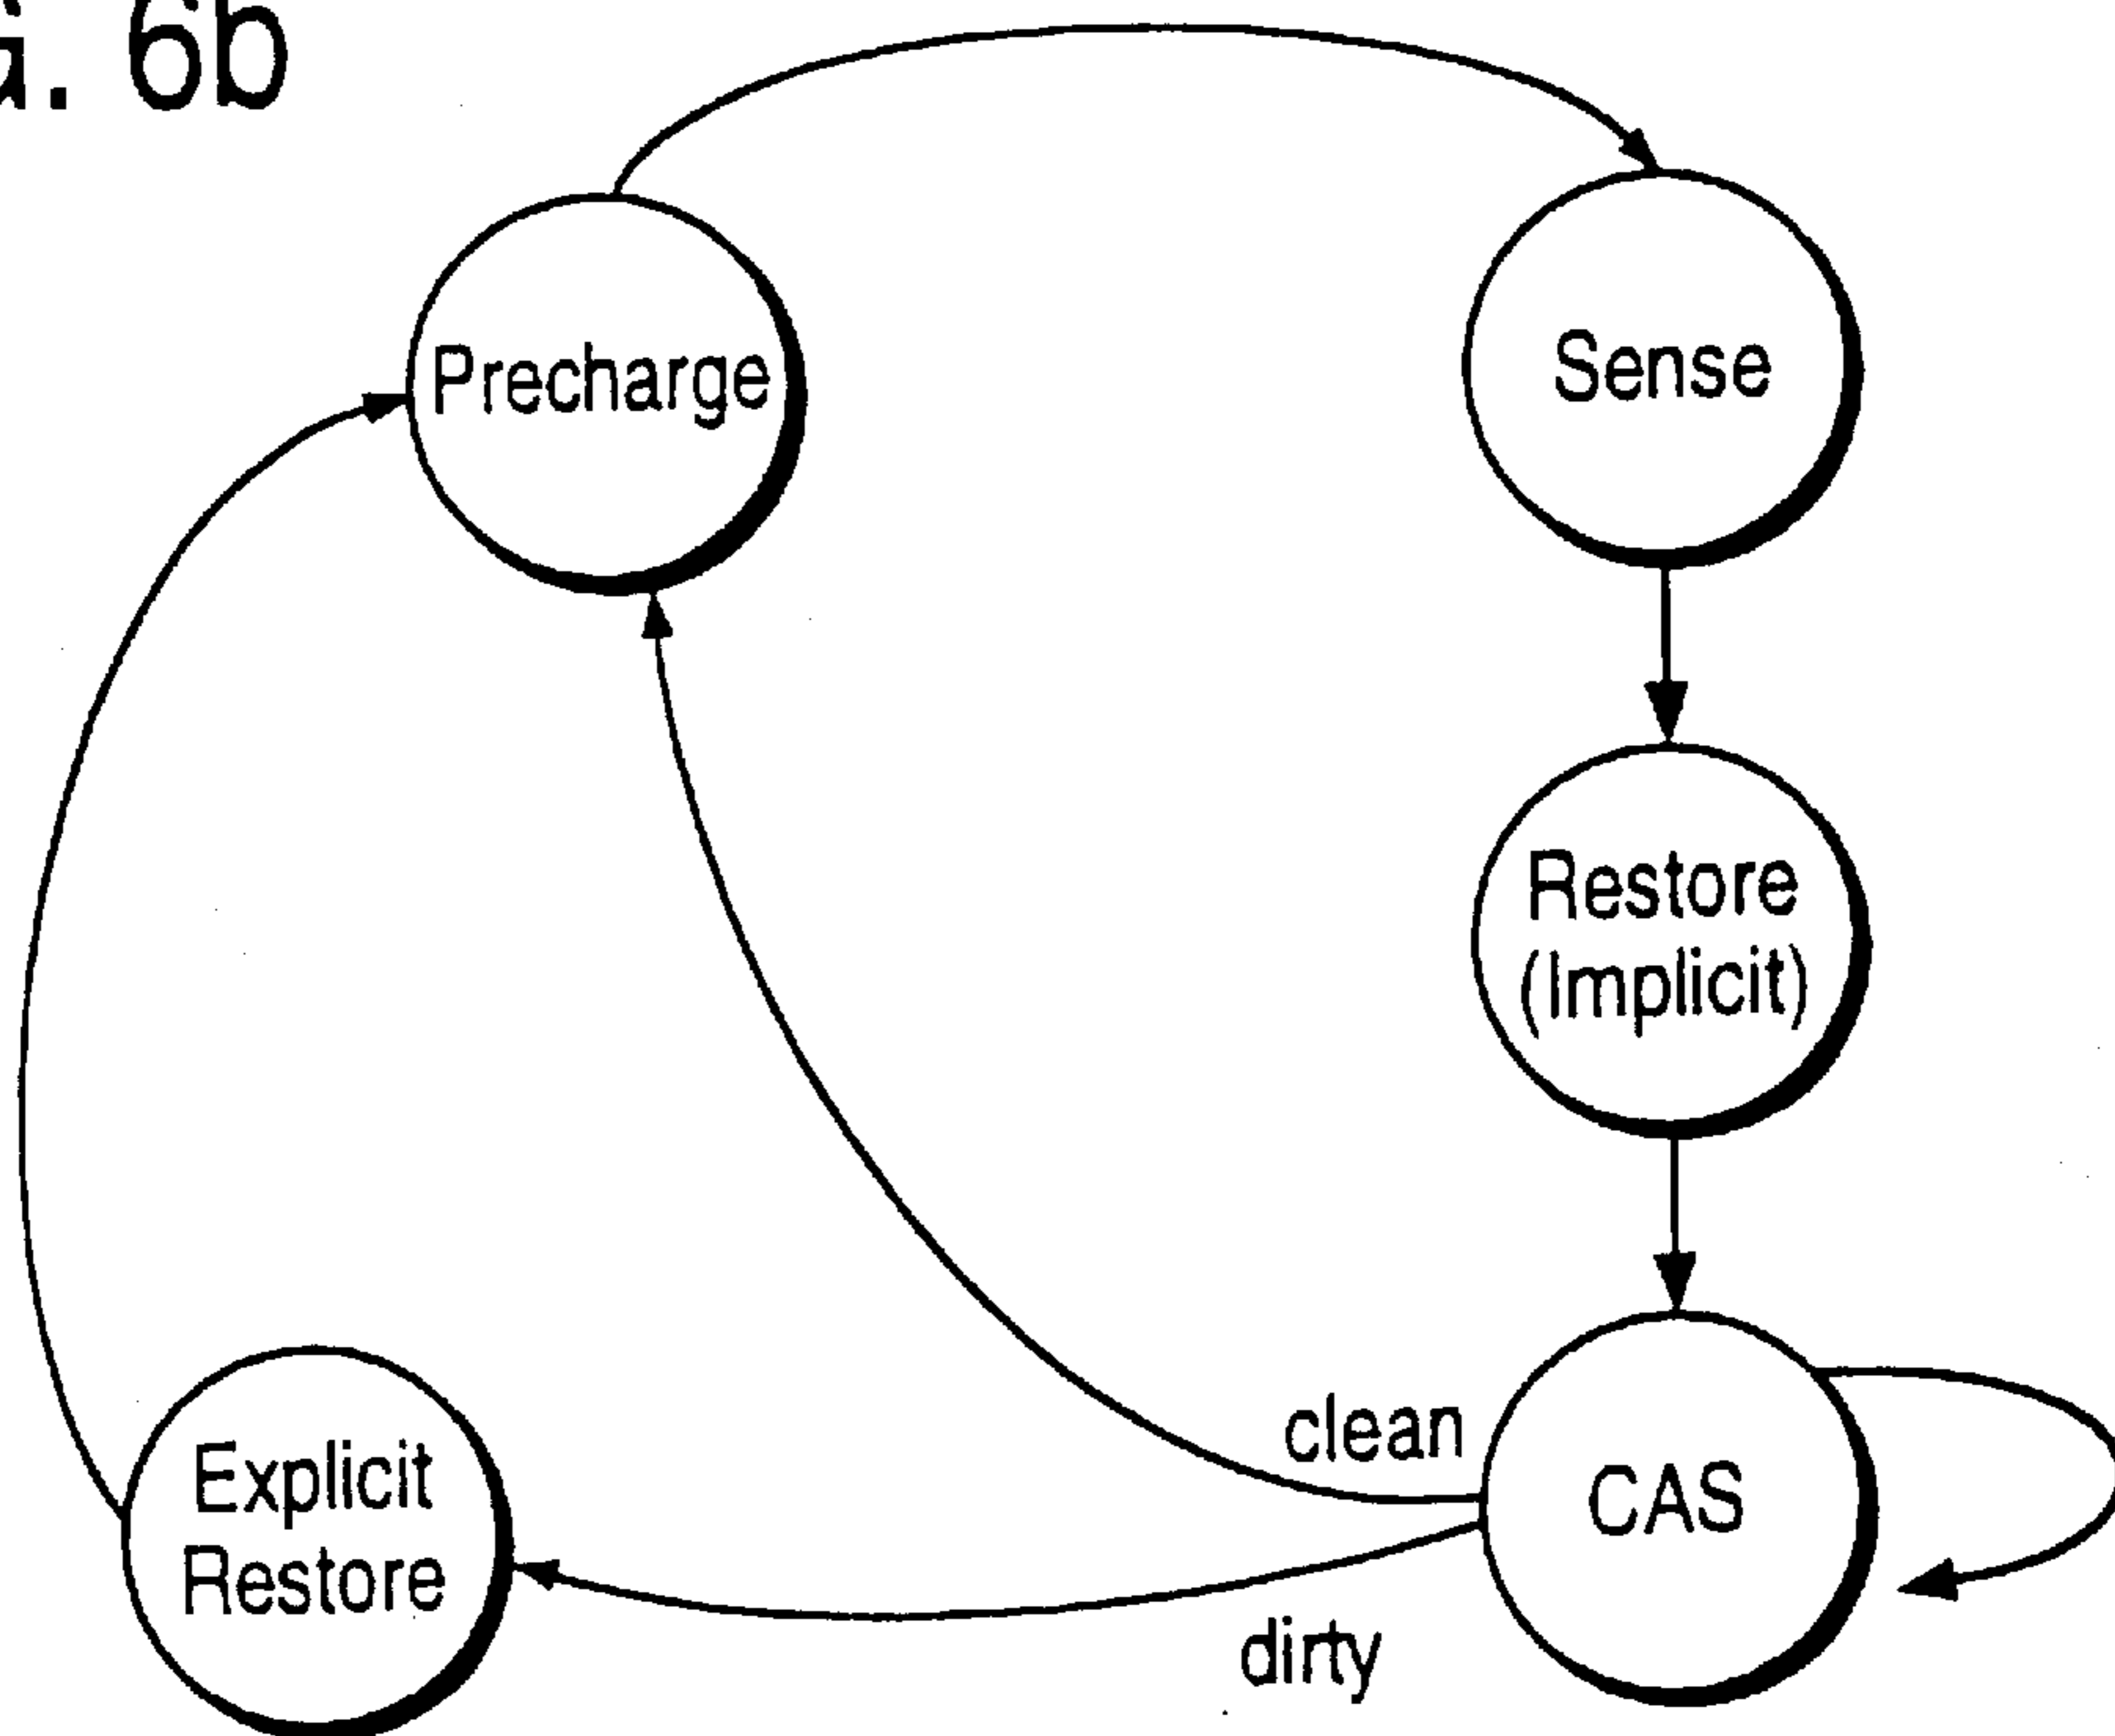 6b
Precharge
Sense
Restore
(Implicit)
clean
CAS
Explicit
Restore
dirty